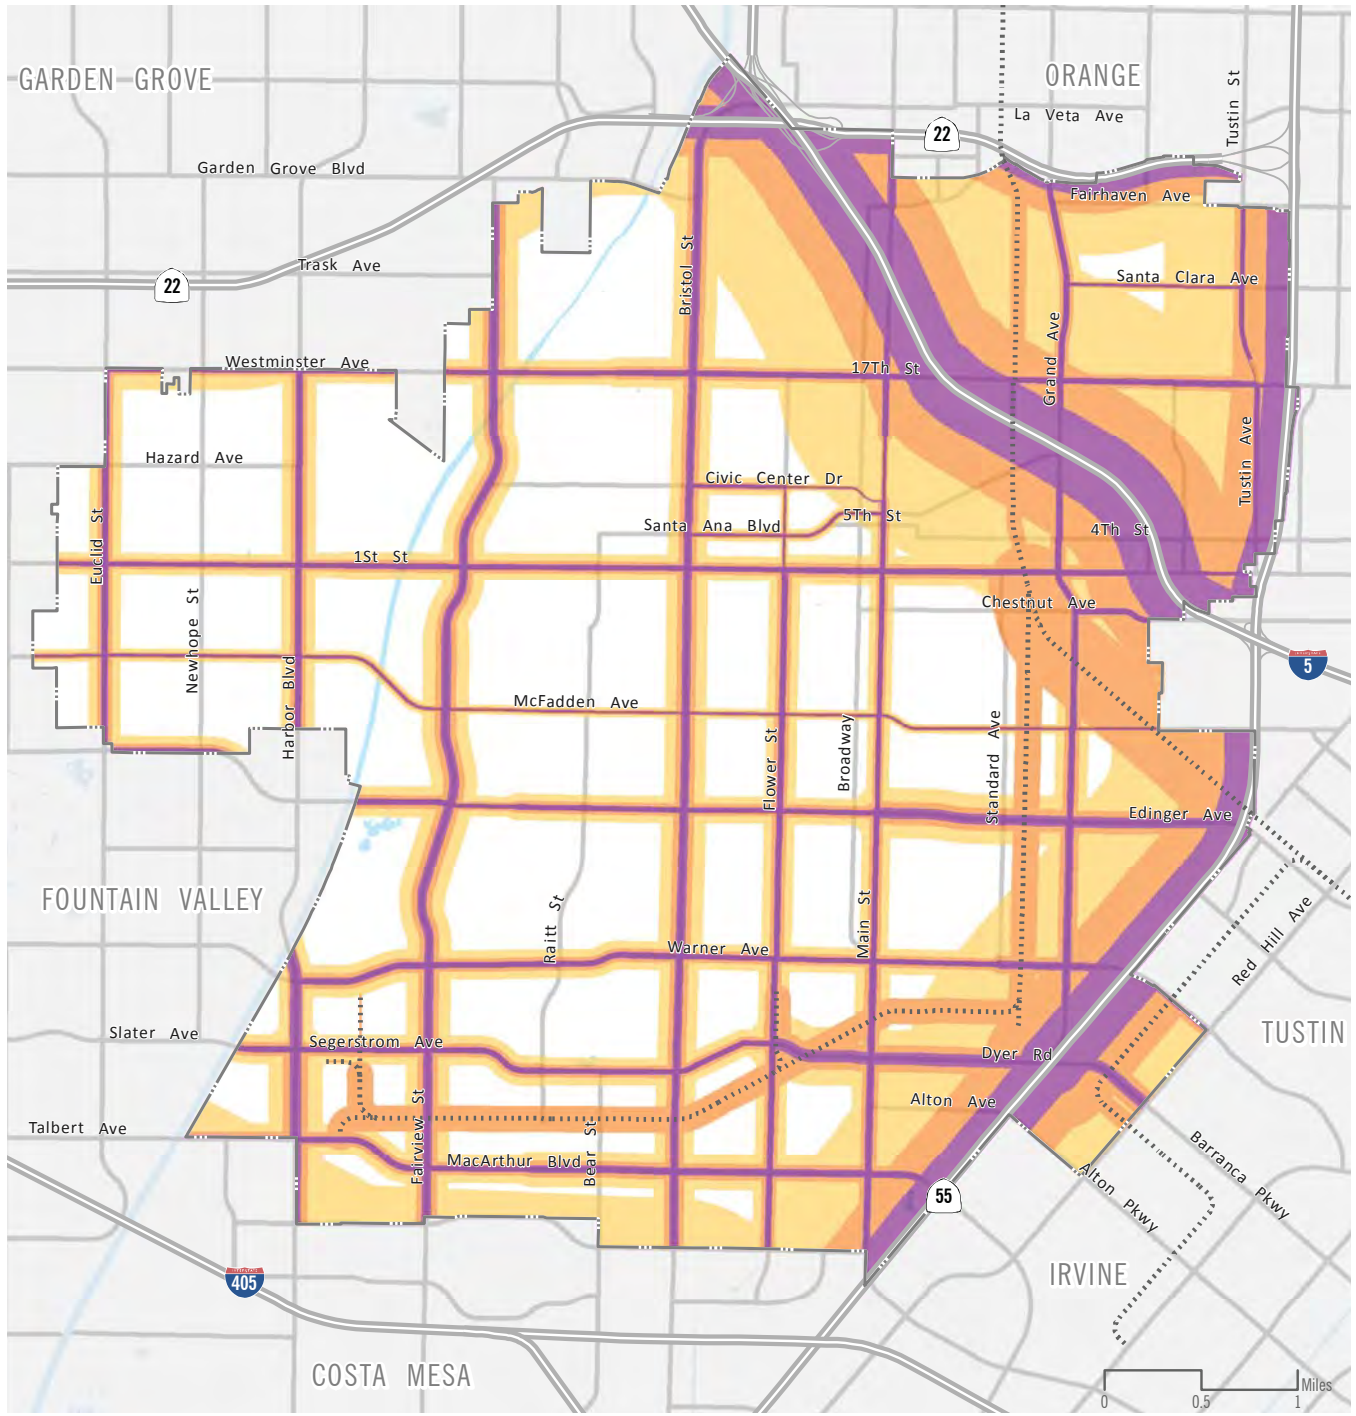 GARDEN GROVE
ORANGE
Tustin St
La Veta Ave
22
Garden Grove Blvd
Fairhaven Ave
Trask Ave
22
Bristol St
Santa Clara Ave
Grand Ave
Westminster Ave
17Th St
Hazard Ave
Civic Center Dr
Tustin Ave
Euclid St
Santa Ana Blvd
5Th St
4Th St
1St St
Newhope St
Chestnut Ave
5
Harbor Blvd
McFadden Ave
Flower St
Broadway
Standard Ave
Edinger Ave
FOUNTAIN VALLEY
Raitt St
Main St
Warner Ave
Red Hill Ave
Slater Ave
Segerstrom Ave
Dyer Rd
TUSTIN
Fairview St
Alton Ave
Talbert Ave
Bear St
MacArthur Blvd
Barranca Pkwy
Alton Pkwy
55
405
IRVINE
COSTA MESA
Miles
0 0.5 1